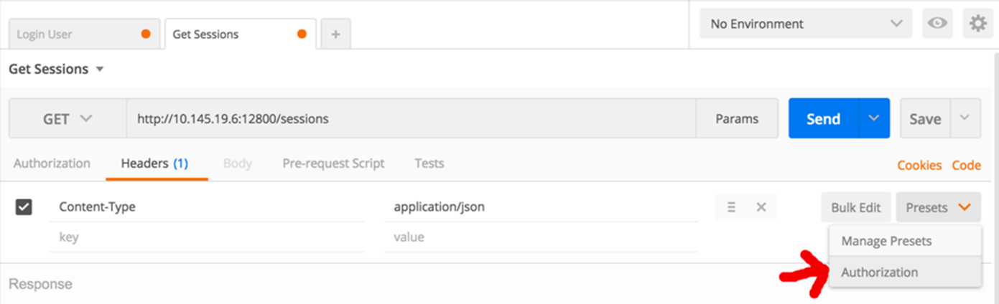 Login User
Get Sessions
+
No Environment
Get Sessions
GET
http://10.145.19.6:12800/sessions
Params
Send
Save
Authorization
Headers (1)
Body
Pre-request Script
Tests
Cookies
Code
Content-Type
application/json
Bulk Edit
Presets
key
value
Manage Presets
Authorization
Response